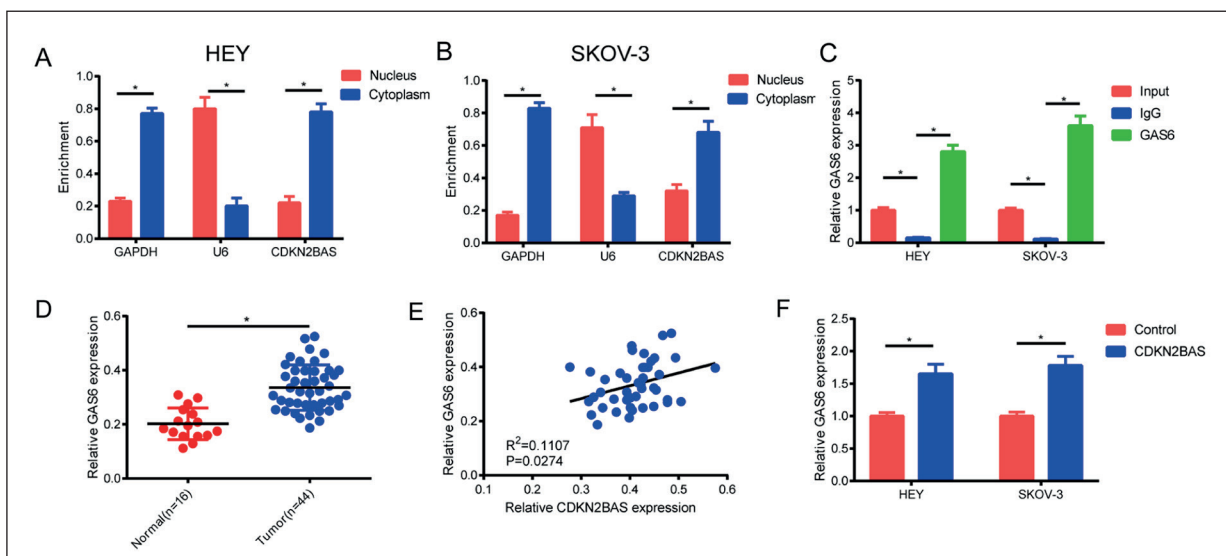 A
HEY
Nucleus
Cytoplasm
*
*
*
Enrichment
1.0
0.8
0.6
0.4
0.2
0.0
GAPDH
U6
CDKN2BAS
B
SKOV-3
Nucleus
Cytoplasm
*
*
*
Enrichment
1.0
0.8
0.6
0.4
0.2
0.0
GAPDH
U6
CDKN2BAS
C
Input
IgG
GAS6
*
*
*
*
Relative GAS6 expression
5
4
3
2
1
0
HEY
SKOV-3
D
*
Relative GAS6 expression
0.6
0.4
0.2
0.0
Normal(n=16)
Tumor(n=44)
E
Relative GAS6 expression
0.6
0.4
0.2
0.0
R2=0.1107
P=0.0274
0.1
0.2
0.3
0.4
0.5
0.6
Relative CDKN2BAS expression
F
Control
CDKN2BAS
*
*
Relative GAS6 expression
2.5
2.0
1.5
1.0
0.5
0.0
HEY
SKOV-3